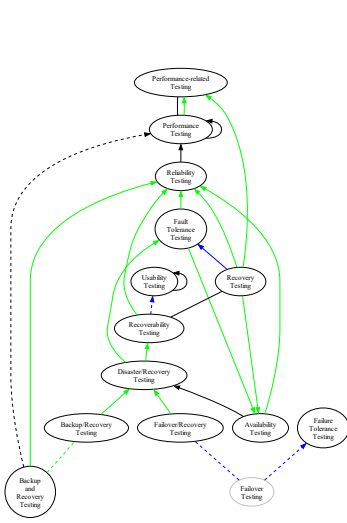 Performance-related
Testing
Performance
Testing
Reliability
Testing
Fault
Tolerance
Testing
Usability
Testing
Recovery
Testing
Recoverability
Testing
Disaster/Recovery
Testing
Backup/Recovery
Testing
Failover/Recovery
Testing
Availability
Testing
Failure
Tolerance
Testing
Backup
and
Recovery
Testing
Failover
Testing